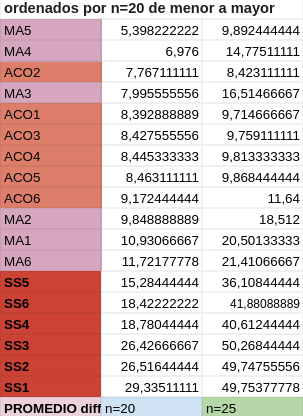 ordenados por n=20 de menor a mayor
MA5 5,398222222 9,892444444
MA4 6,976 14,77511111
ACO2 7,767111111 8,423111111
MA3 7,995555556 16,51466667
ACO1 8,392888889 9,714666667
ACO3 8,427555556 9,759111111
ACO4 8,445333333 9,813333333
ACO5 8,463111111 9,868444444
ACO6 9,172444444 11,64
MA2 9,848888889 18,512
MA1 10,93066667 20,50133333
MA6 11,72177778 21,41066667
SS5 15,28444444 36,10844444
SS6 18,42222222 41,88088889
SS4 18,78044444 40,61244444
SS3 26,42666667 50,26844444
SS2 26,51644444 49,74755556
SS1 29,33511111 49,75377778
PROMEDIO diff n=20 n=25